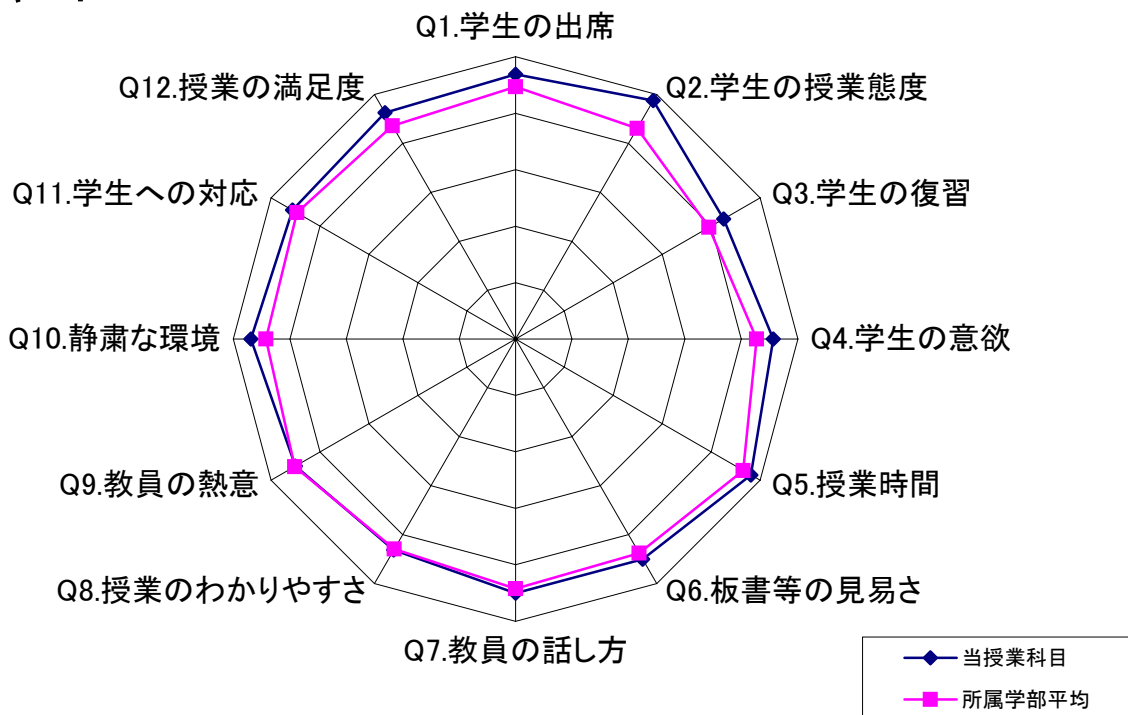 Q1.学生の出席
Q2.学生の授業態度
Q3.学生の復習
Q4.学生の意欲
Q5.授業時間
Q6.板書等の見易さ
Q7.教員の話し方
Q8.授業のわかりやすさ
Q9.教員の熱意
Q10.静粛な環境
Q11.学生への対応
Q12.授業の満足度
当授業科目
所属学部平均